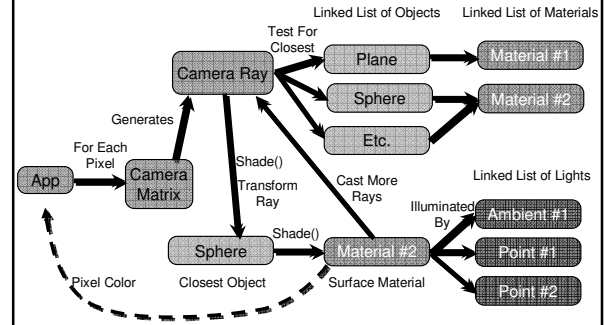 Linked List of Objects
Linked List of Materials
Test For
Closest
Plane
Material #1
Camera Ray
Sphere
Material #2
Generates
Etc.
For Each
Pixel
Shade()
Transform
Ray
Cast More
Rays
Linked List of Lights
App
Camera
Matrix
Illuminated
By
Ambient #1
Shade()
Sphere
Material #2
Point #1
Pixel Color
Closest Object
Surface Material
Point #2